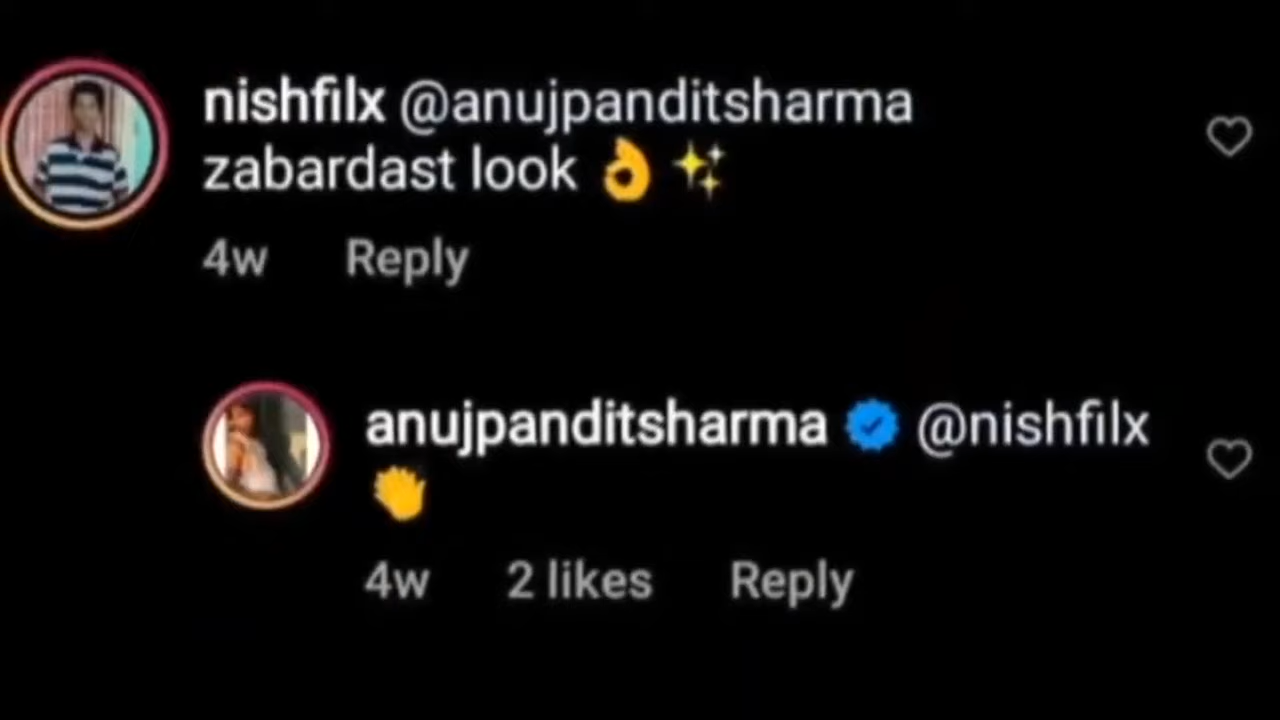 nishfilx @anujpanditsharma
zabardast look 👌✨
4w Reply
anujpanditsharma @nishfilx
👏
4w 2 likes Reply